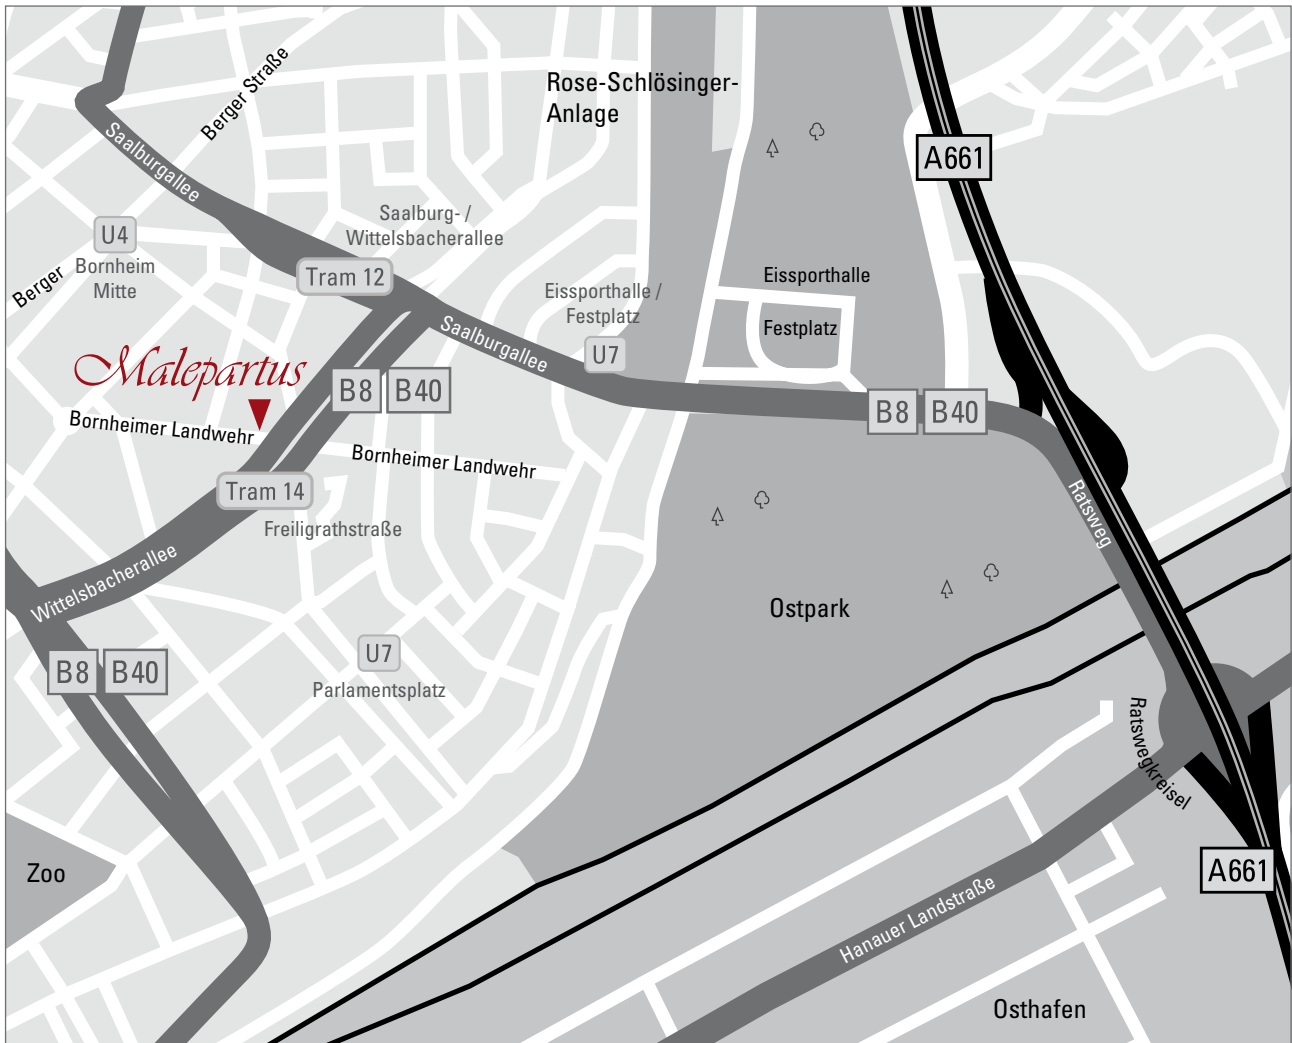 Rose-Schlösinger-
Anlage
Berger Straße
Saalburgallee
A661
U4
Bornheim
Mitte
Berger
Saalburg- /
Wittelsbacherallee
Tram 12
Eissporthalle
Festplatz
Eissporthalle /
Festplatz
U7
Saalburgallee
Malepartus
B8 B40
B8 B40
Bornheimer Landwehr
Bornheimer Landwehr
Tram 14
Freiligrathstraße
Ratsweg
Wittelsbacherallee
Ostpark
U7
Parlamentsplatz
B8 B40
Ratswegkreisel
Zoo
A661
Hanauer Landstraße
Osthafen